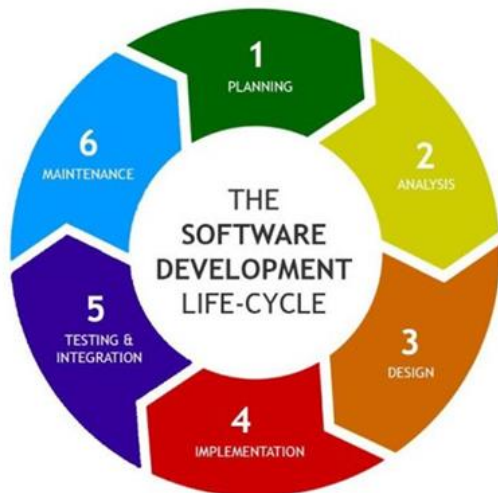 1
PLANNING
2
ANALYSIS
3
DESIGN
4
IMPLEMENTATION
5
TESTING &
INTEGRATION
6
MAINTENANCE
THE
SOFTWARE
DEVELOPMENT
LIFE-CYCLE